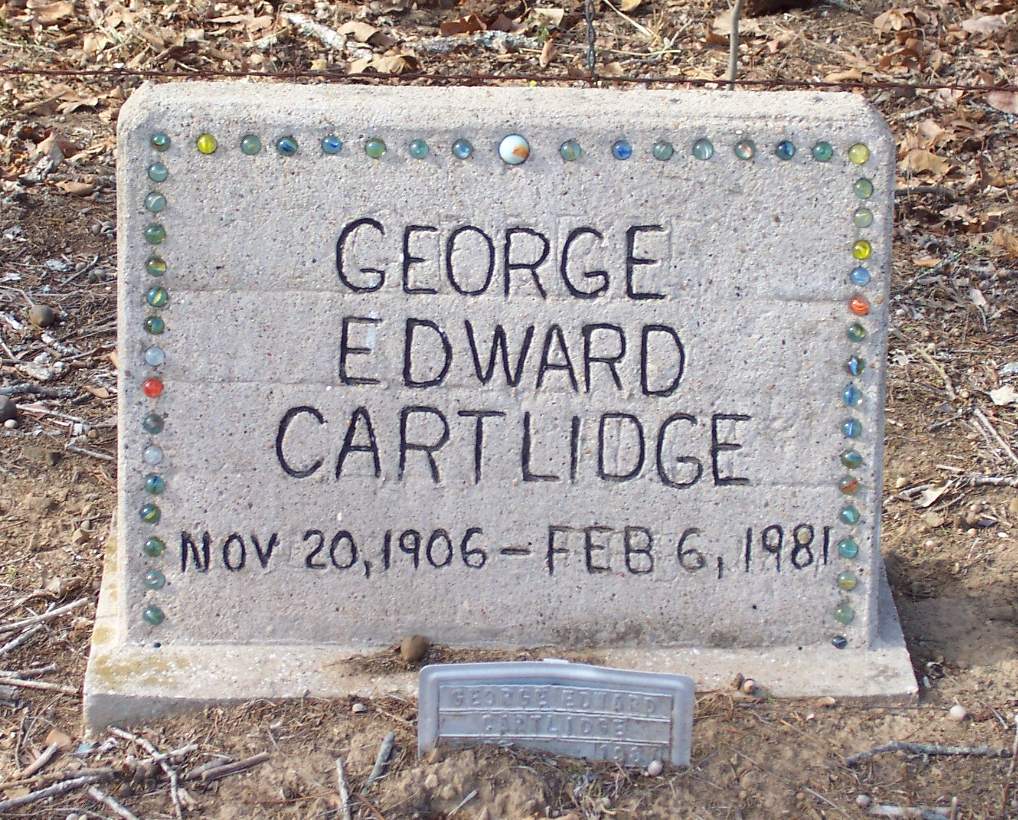 GEORGE
EDWARD
CARTLIDGE
NOV 20, 1906 – FEB 6, 1981
GEORGE EDWARD
CARTLIDGE